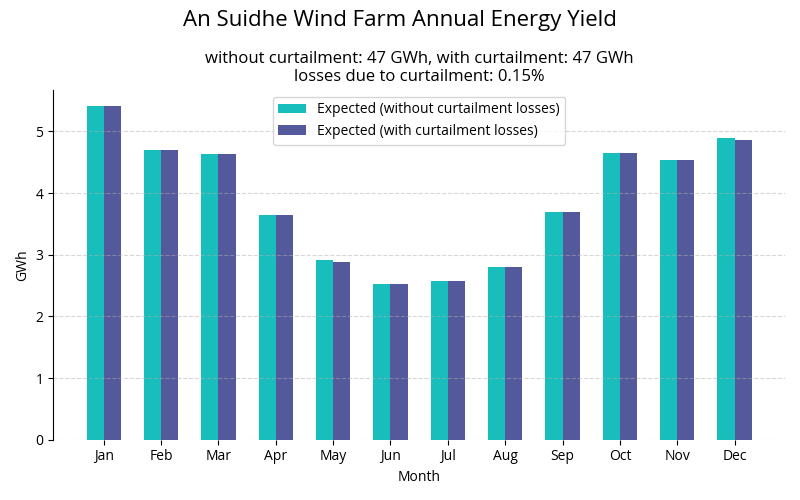 An Suidhe Wind Farm Annual Energy Yield
without curtailment: 47 GWh, with curtailment: 47 GWh
losses due to curtailment: 0.15%
Expected (without curtailment losses)
Expected (with curtailment losses)
GWh
5
4
3
2
1
0
Jan Feb Mar Apr May Jun Jul Aug Sep Oct Nov Dec
Month